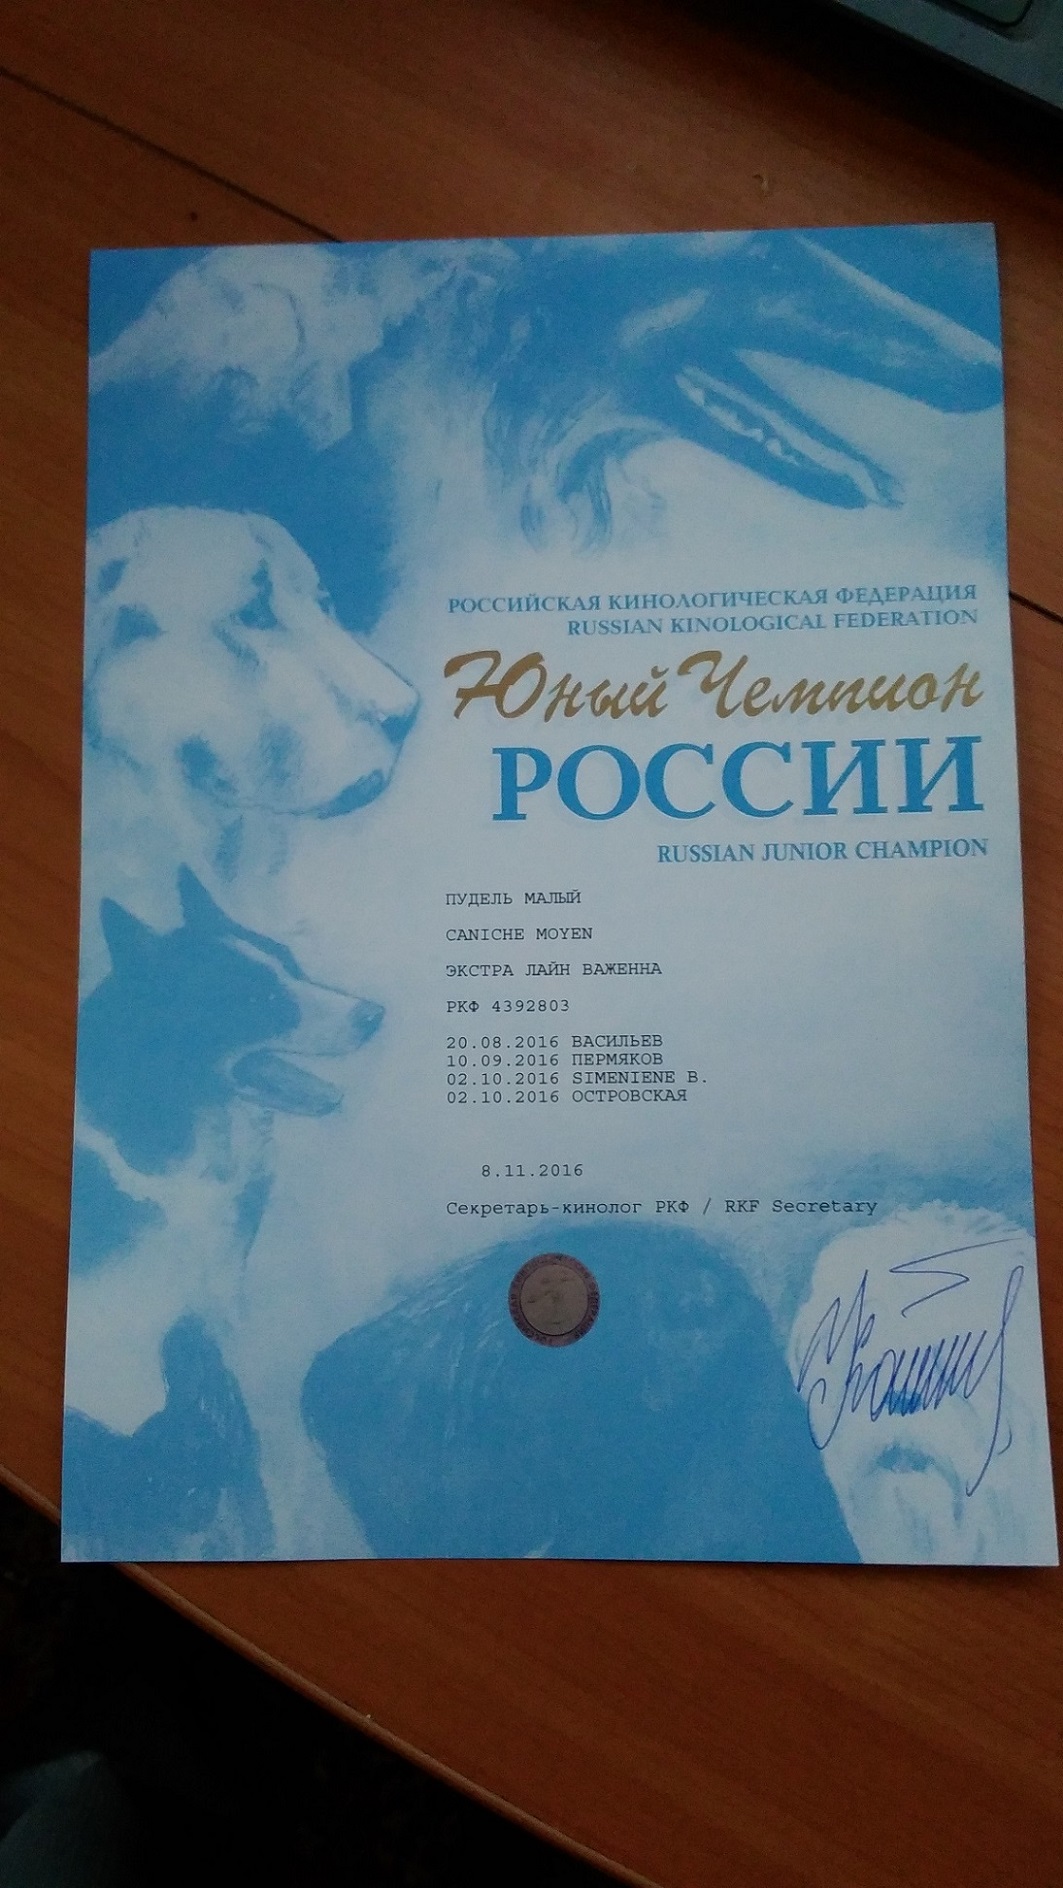 РОССИЙСКАЯ КИНОЛОГИЧЕСКАЯ ФЕДЕРАЦИЯ
RUSSIAN KINOLOGICAL FEDERATION
Юный Чемпион
РОССИИ
RUSSIAN JUNIOR CHAMPION
ПУДЕЛЬ МАЛЫЙ
CANICHE MOYEN
ЭКСТРА ЛАЙН ВАЖЕННА
РКФ 4392803
20.08.2016 ВАСИЛЬЕВ
10.09.2016 ПЕРМЯКОВ
02.10.2016 SIMENIENE B.
02.10.2016 ОСТРОВСКАЯ
8.11.2016
Секретарь-кинолог РКФ / RKF Secretary